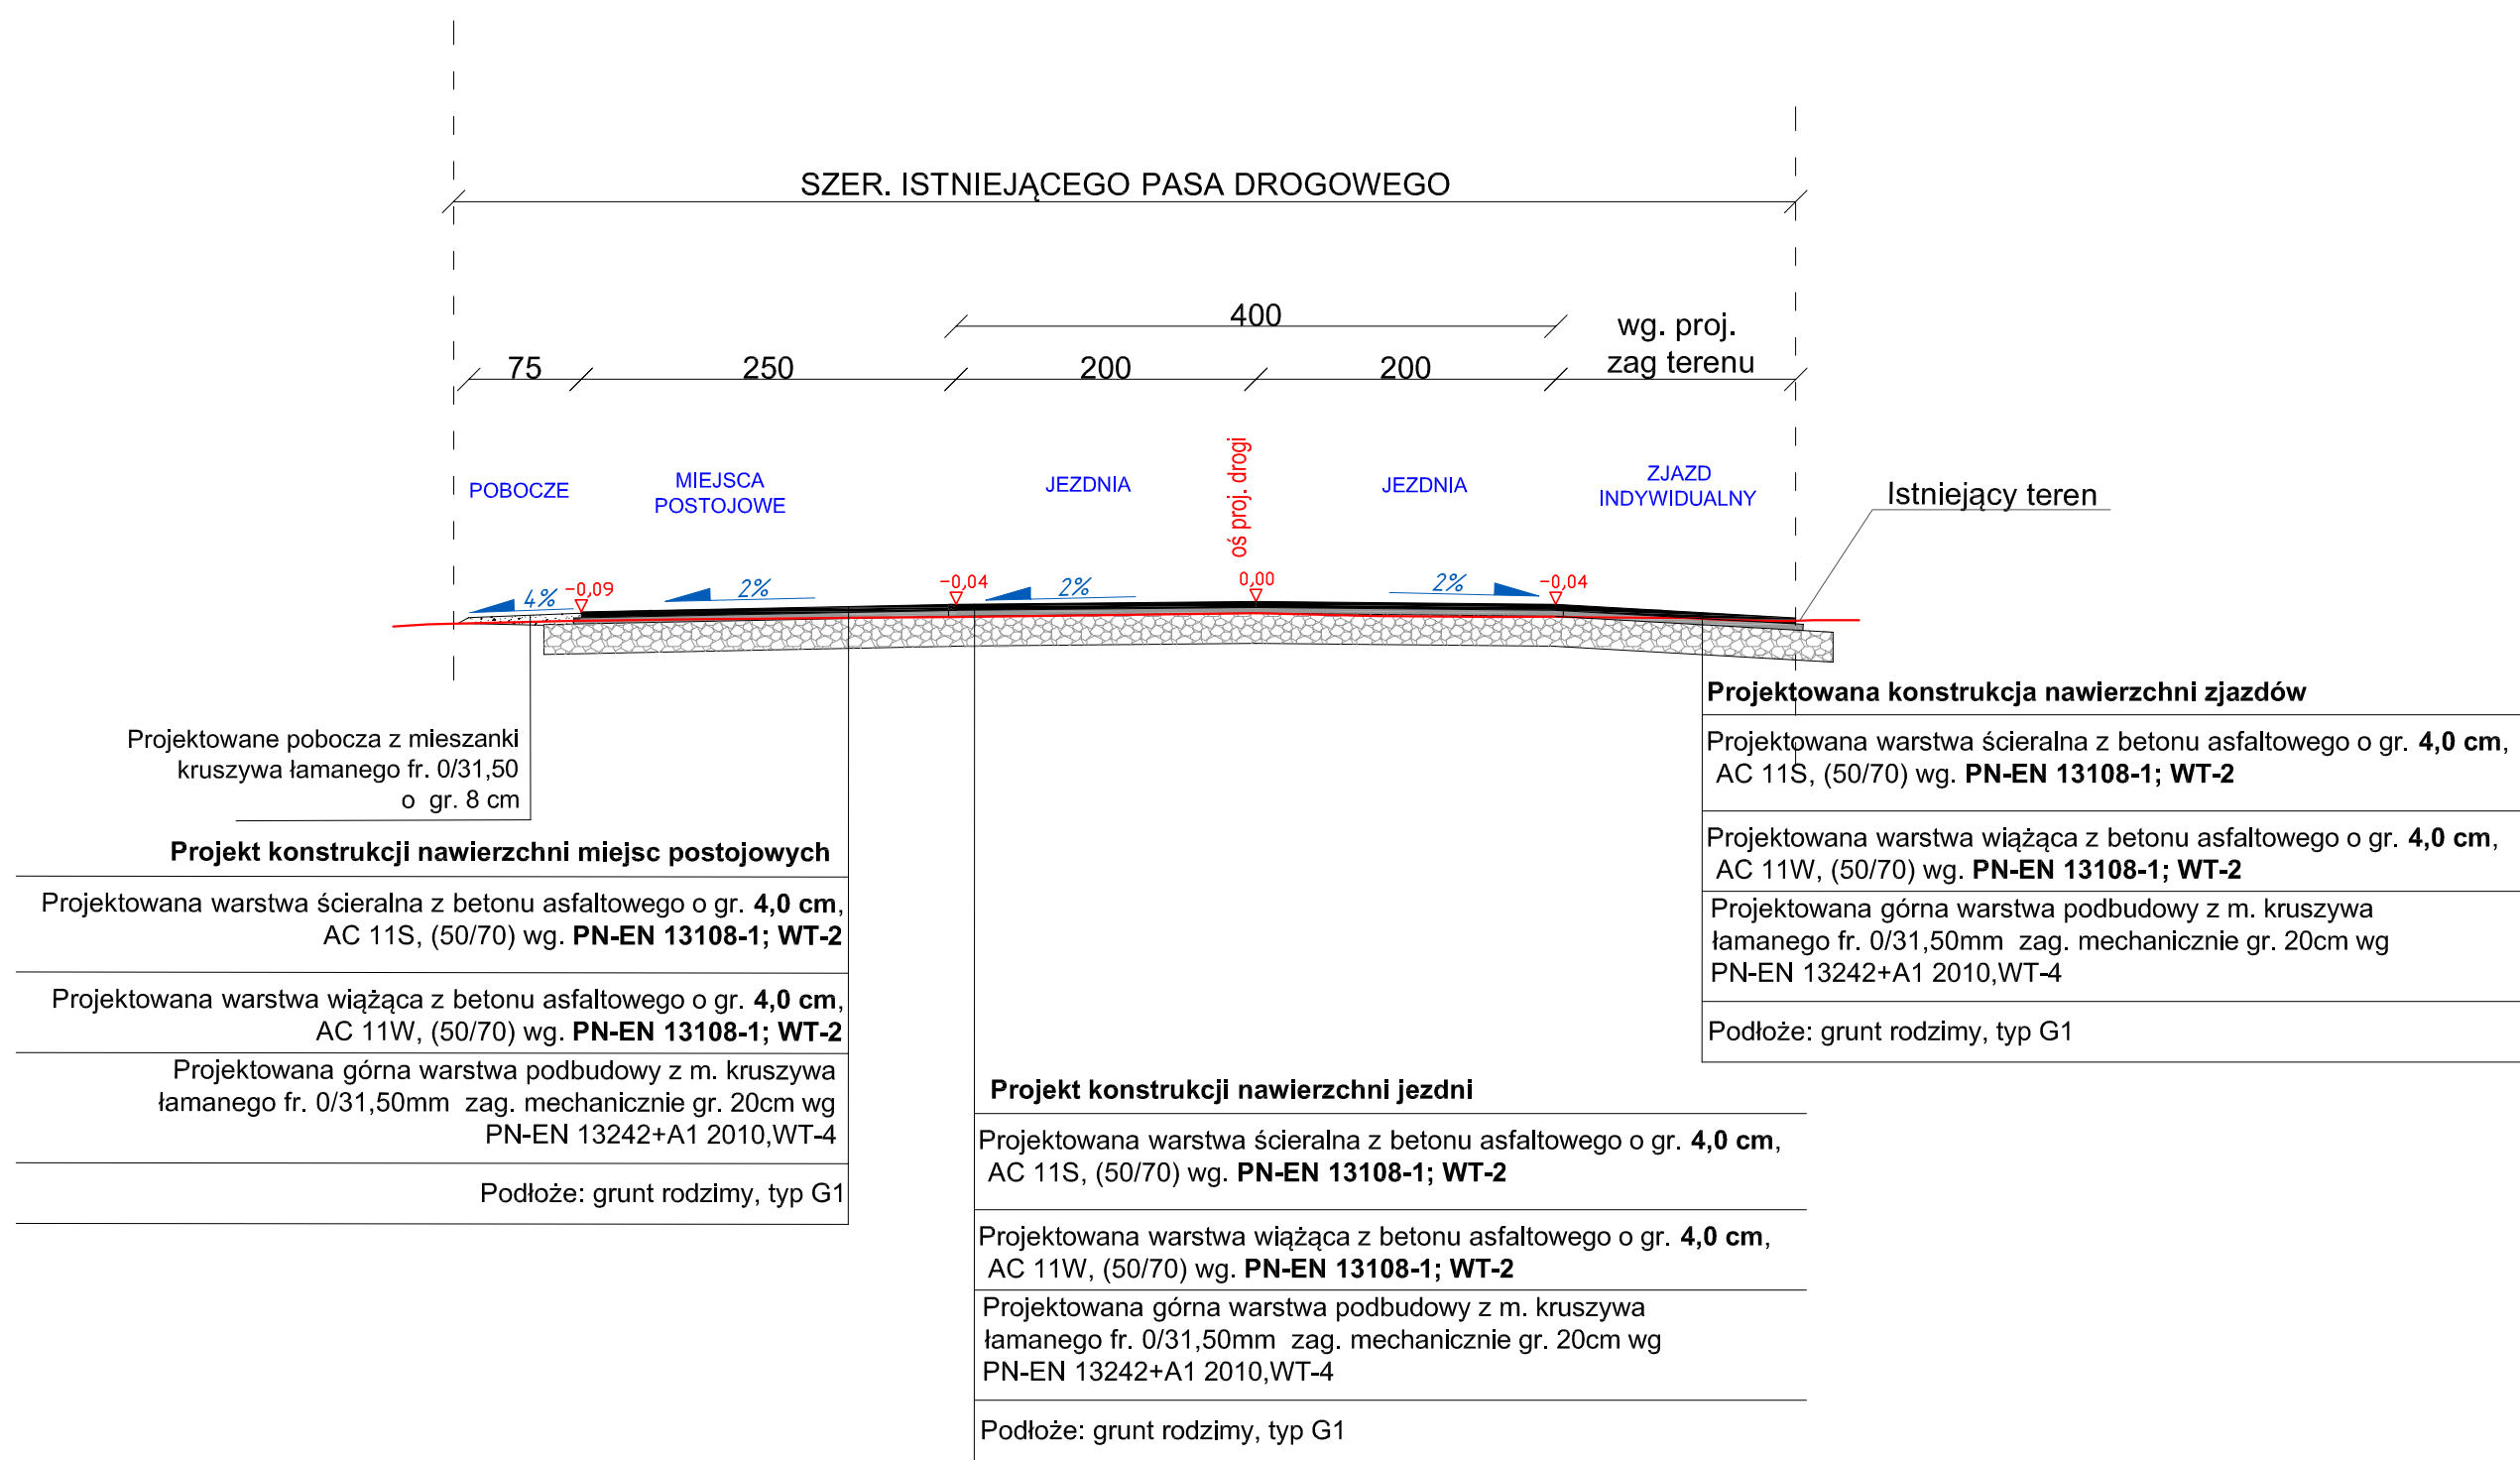 SZER. ISTNIEJĄCEGO PASA DROGOWEGO
400
wg. proj.
zag terenu
75
250
200
200
oś proj. drogi
POBOCZE
MIEJSCA
POSTOJOWE
JEZDNIA
JEZDNIA
ZJAZD
INDYWIDUALNY
Istniejący teren
4%
-0,09
2%
-0,04
2%
0,00
2%
-0,04
Projektowane pobocza z mieszanki
kruszywa łamanego fr. 0/31,50
o gr. 8 cm
Projekt konstrukcji nawierzchni miejsc postojowych
Projektowana warstwa ścieralna z betonu asfaltowego o gr. 4,0 cm,
AC 11S, (50/70) wg. PN-EN 13108-1; WT-2
Projektowana warstwa wiążąca z betonu asfaltowego o gr. 4,0 cm,
AC 11W, (50/70) wg. PN-EN 13108-1; WT-2
Projektowana górna warstwa podbudowy z m. kruszywa
łamanego fr. 0/31,50mm zag. mechanicznie gr. 20cm wg
PN-EN 13242+A1 2010,WT-4
Podłoże: grunt rodzimy, typ G1
Projekt konstrukcji nawierzchni jezdni
Projektowana warstwa ścieralna z betonu asfaltowego o gr. 4,0 cm,
AC 11S, (50/70) wg. PN-EN 13108-1; WT-2
Projektowana warstwa wiążąca z betonu asfaltowego o gr. 4,0 cm,
AC 11W, (50/70) wg. PN-EN 13108-1; WT-2
Projektowana górna warstwa podbudowy z m. kruszywa
łamanego fr. 0/31,50mm zag. mechanicznie gr. 20cm wg
PN-EN 13242+A1 2010,WT-4
Podłoże: grunt rodzimy, typ G1
Projektowana konstrukcja nawierzchni zjazdów
Projektowana warstwa ścieralna z betonu asfaltowego o gr. 4,0 cm,
AC 11S, (50/70) wg. PN-EN 13108-1; WT-2
Projektowana warstwa wiążąca z betonu asfaltowego o gr. 4,0 cm,
AC 11W, (50/70) wg. PN-EN 13108-1; WT-2
Projektowana górna warstwa podbudowy z m. kruszywa
łamanego fr. 0/31,50mm zag. mechanicznie gr. 20cm wg
PN-EN 13242+A1 2010,WT-4
Podłoże: grunt rodzimy, typ G1